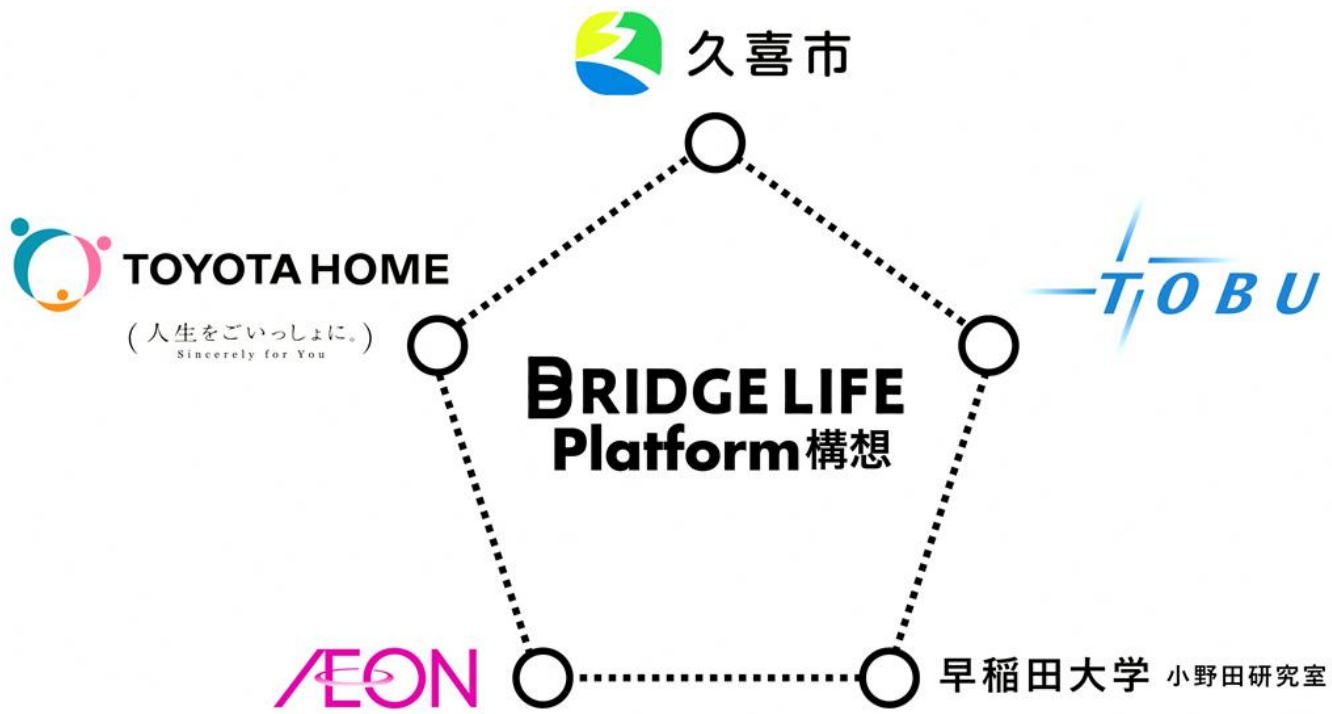 久喜市
TOYOTA HOME
(人生をごいっしょに。)
Sincerely for You
TOBU
BRIDGE LIFE
Platform構想
ÆON
早稲田大学 小野田研究室